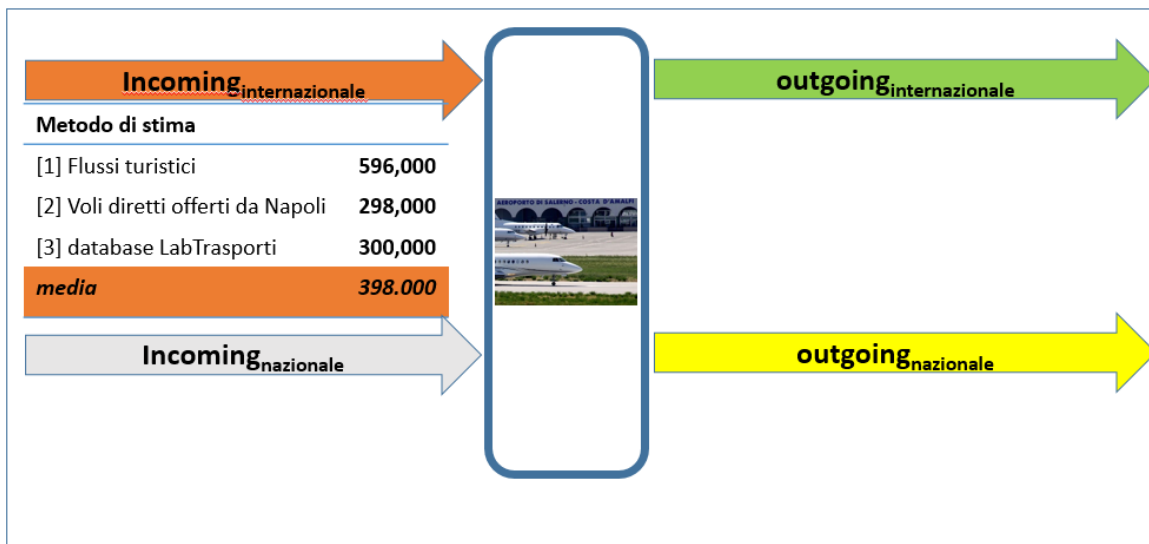 Incoming internazionale
outgoing internazionale
Metodo di stima
[1] Flussi turistici 596,000
[2] Voli diretti offerti da Napoli 298,000
[3] database LabTrasporti 300,000
media 398.000
AEROPORTO DI SALERNO - COSTA D'AMALFI
Incoming nazionale
outgoing nazionale